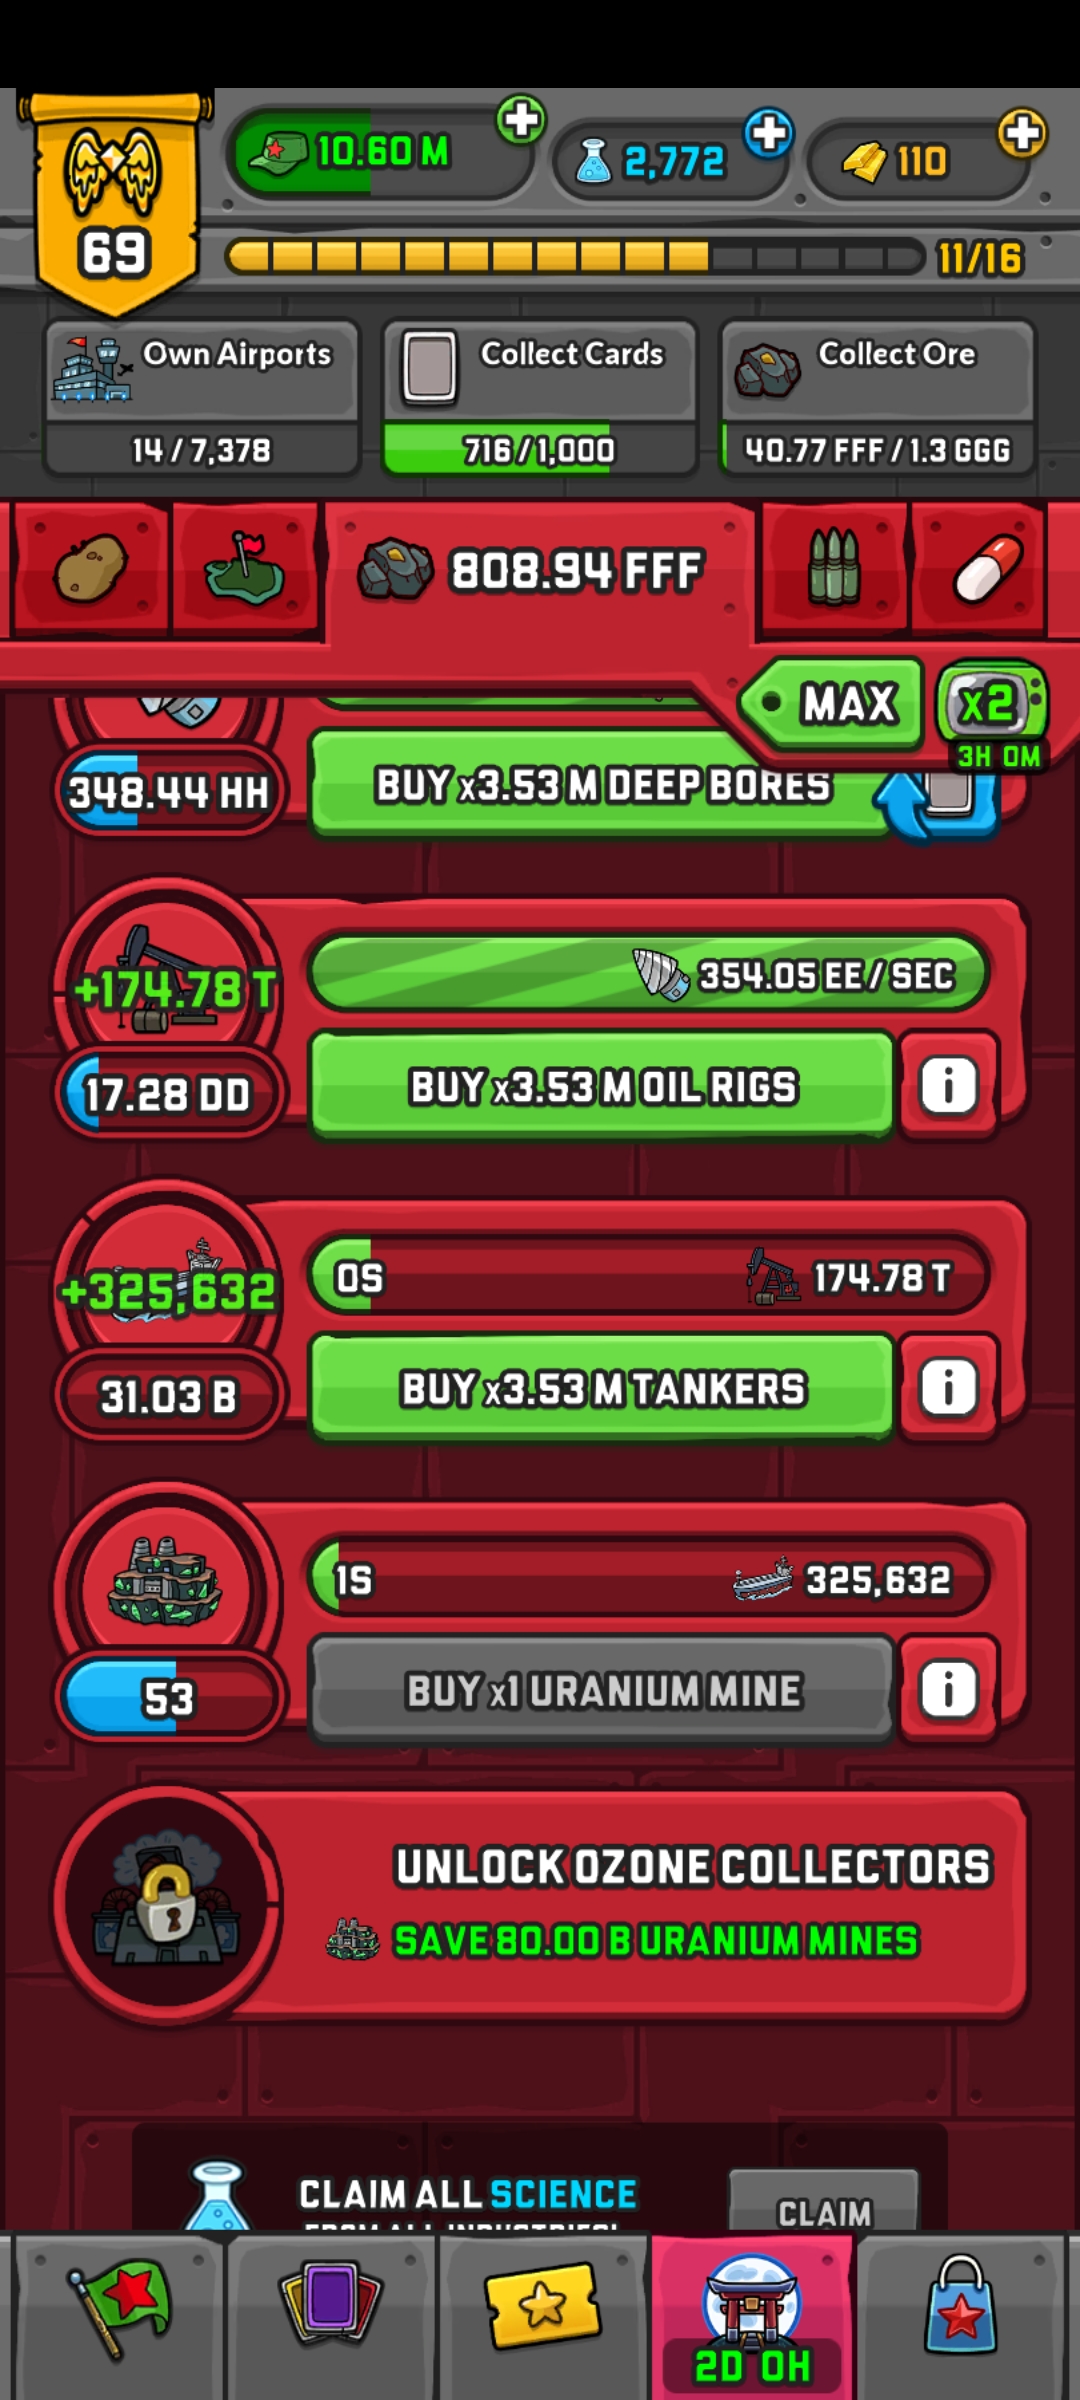 69
10.60 M
2,772
110
11/16
Own Airports
14 / 7,378
Collect Cards
716 / 1,000
Collect Ore
40.77 FFF / 1.3 GGG
808.94 FFF
MAX
x2
3H 0M
348.44 HH
BUY x3.53 M DEEP BORES
+174.78 T
354.05 EE / SEC
17.28 DD
BUY x3.53 M OIL RIGS
i
+325,632
0S
174.78 T
31.03 B
BUY x3.53 M TANKERS
i
1S
325,632
53
BUY x1 URANIUM MINE
i
UNLOCK OZONE COLLECTORS
SAVE 80.00 B URANIUM MINES
CLAIM ALL SCIENCE
FROM ALL INDUSTRIES!
CLAIM
2D 0H